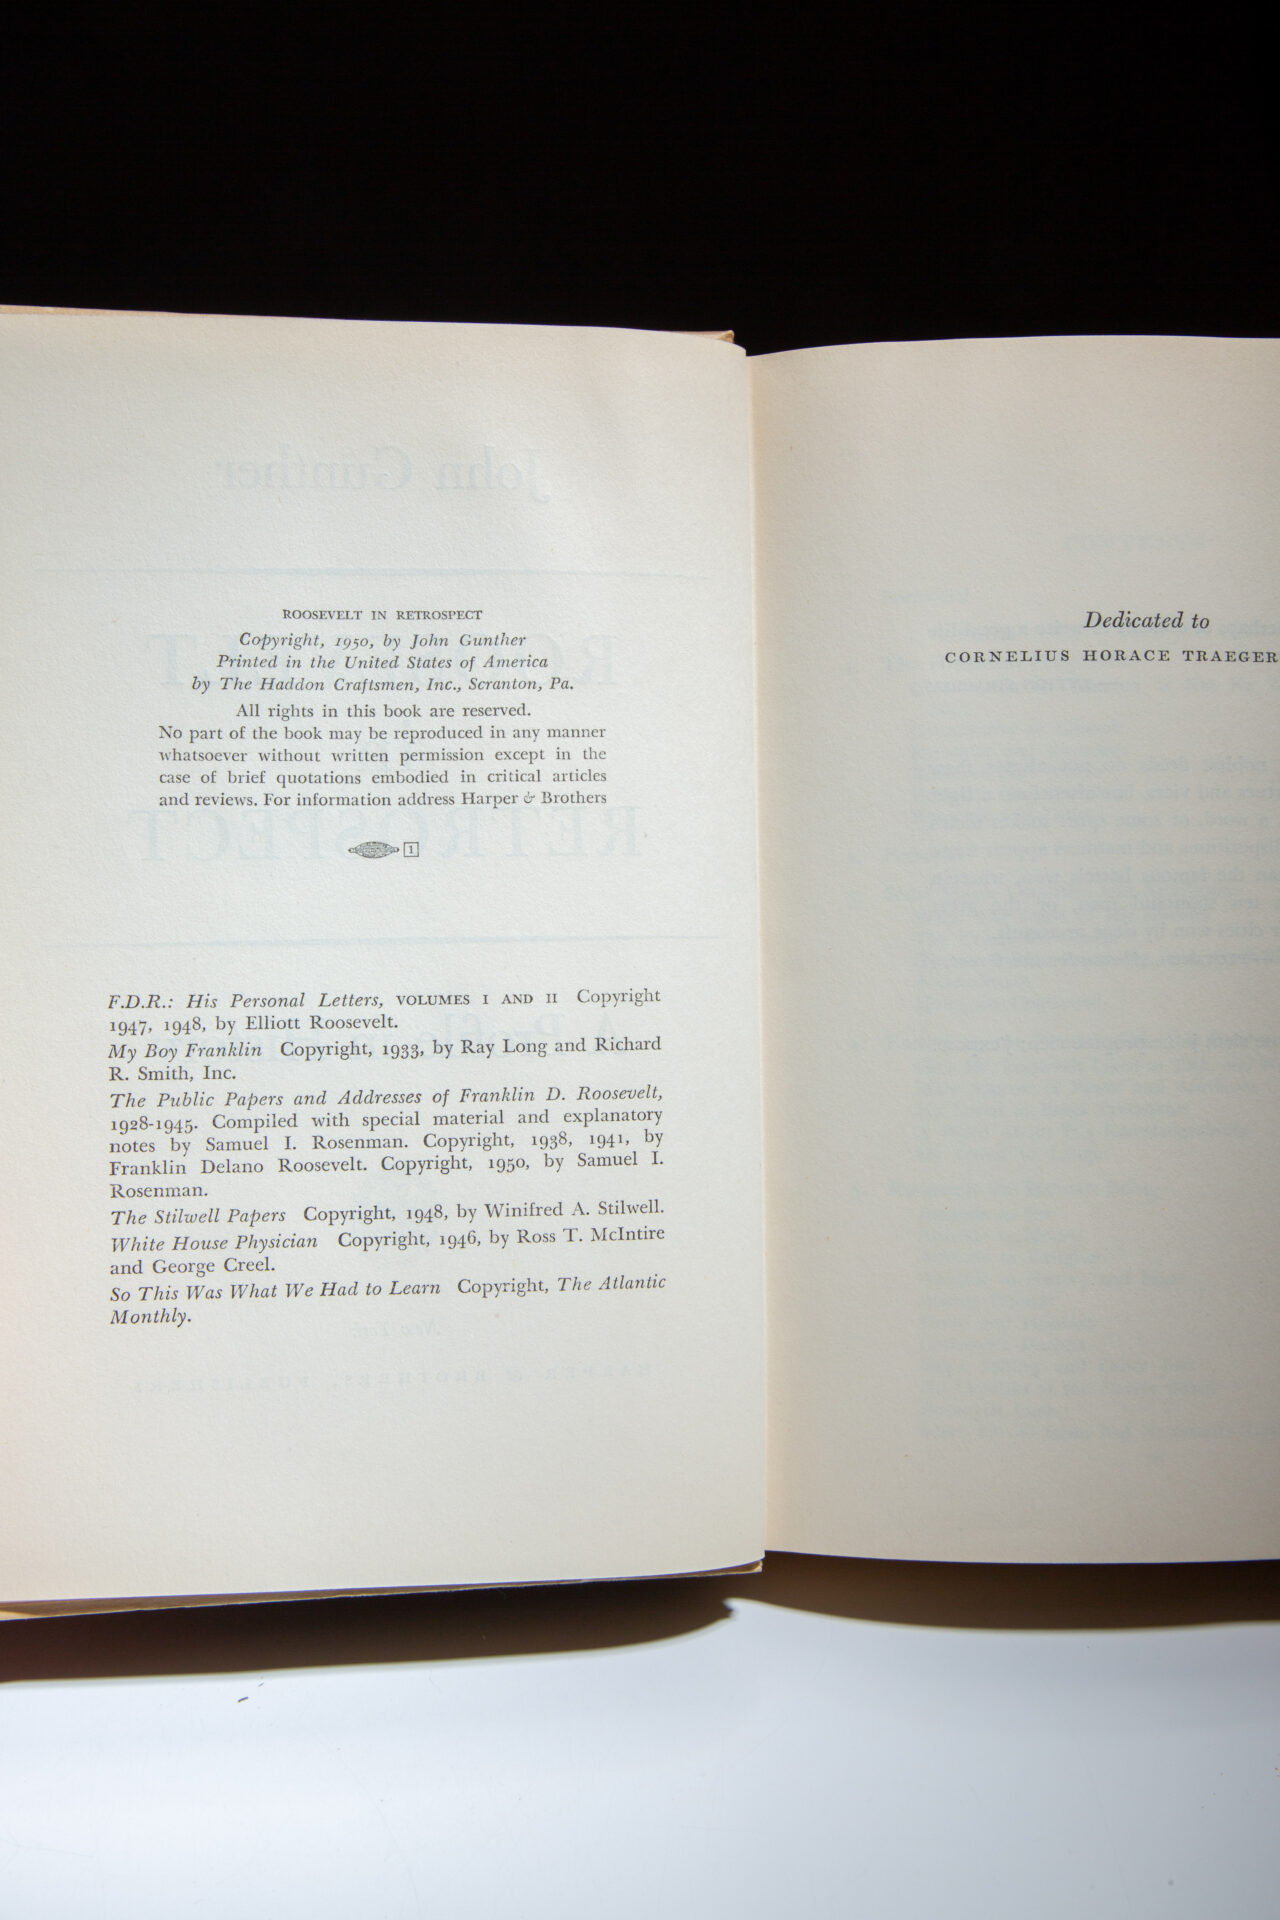 ROOSEVELT IN RETROSPECT
Copyright, 1950, by John Gunther
Printed in the United States of America
by The Haddon Craftsmen, Inc., Scranton, Pa.
All rights in this book are reserved.
No part of the book may be reproduced in any manner
whatsoever without written permission except in the
case of brief quotations embodied in critical articles
and reviews. For information address Harper & Brothers
1
F.D.R.: His Personal Letters, VOLUMES I AND II Copyright
1947, 1948, by Elliott Roosevelt.
My Boy Franklin Copyright, 1933, by Ray Long and Richard
R. Smith, Inc.
The Public Papers and Addresses of Franklin D. Roosevelt,
1928-1945. Compiled with special material and explanatory
notes by Samuel I. Rosenman. Copyright, 1938, 1941, by
Franklin Delano Roosevelt. Copyright, 1950, by Samuel I.
Rosenman.
The Stilwell Papers Copyright, 1948, by Winifred A. Stilwell.
White House Physician Copyright, 1946, by Ross T. McIntire
and George Creel.
So This Was What We Had to Learn Copyright, The Atlantic
Monthly.
Dedicated to
CORNELIUS HORACE TRAEGER